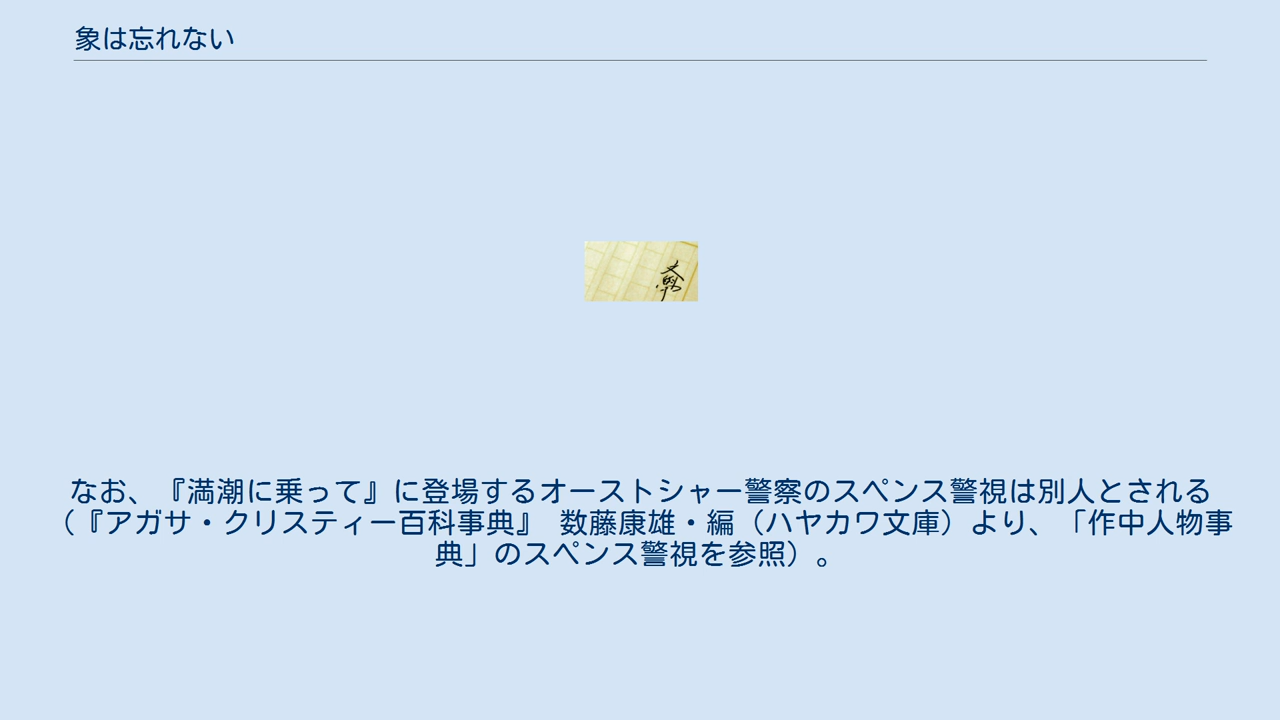 象は忘れない
なお、『満潮に乗って』に登場するオーストシャー警察のスペンス警視は別人とされる
（『アガサ・クリスティー百科事典』 数藤康雄・編（ハヤカワ文庫）より、「作中人物事
典」のスペンス警視を参照）。